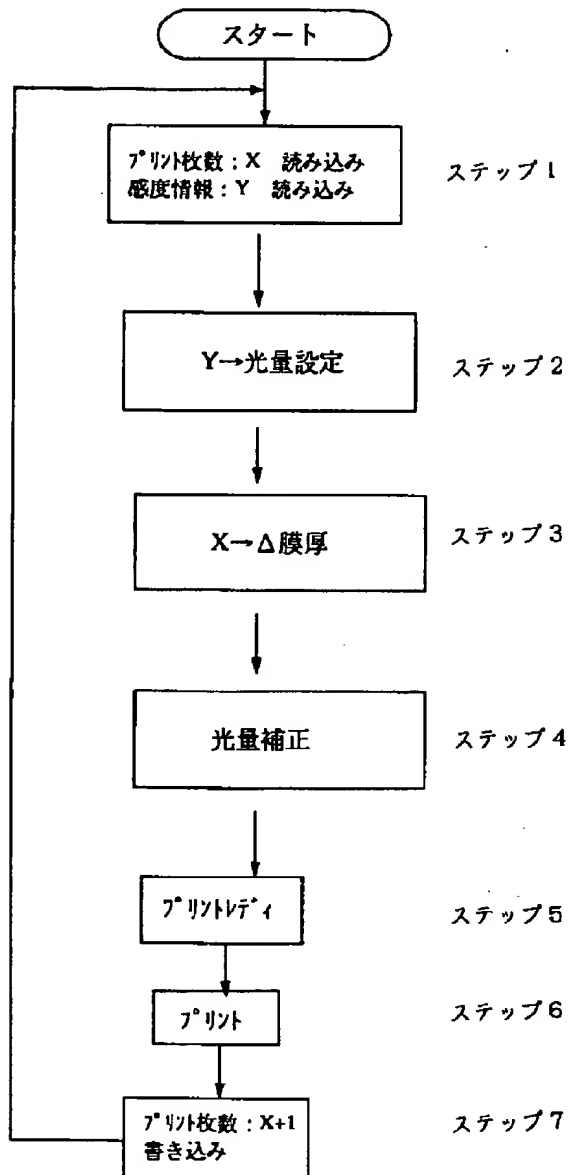 スタート
プリント枚数：X 読み込み
感度情報：Y 読み込み
ステップ1
Y→光量設定
ステップ2
X→Δ膜厚
ステップ3
光量補正
ステップ4
プリントレディ
ステップ5
プリント
ステップ6
プリント枚数：X+1
書き込み
ステップ7